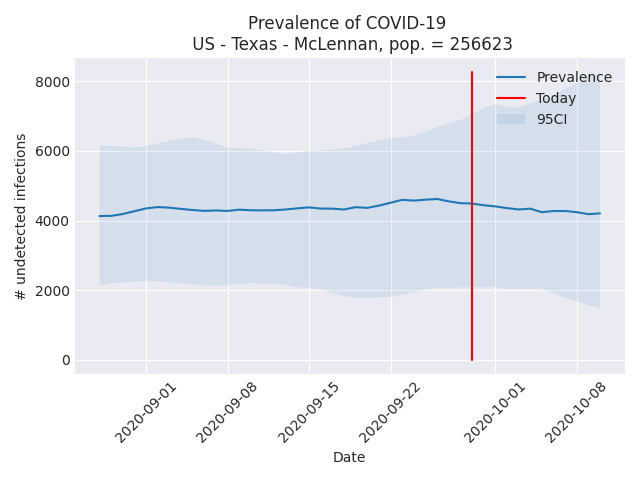 Prevalence of COVID-19
US - Texas - McLennan, pop. = 256623
Prevalence
Today
95CI
8000
6000
4000
2000
0
# undetected infections
2020-09-01
2020-09-08
2020-09-15
2020-09-22
2020-10-01
2020-10-08
Date